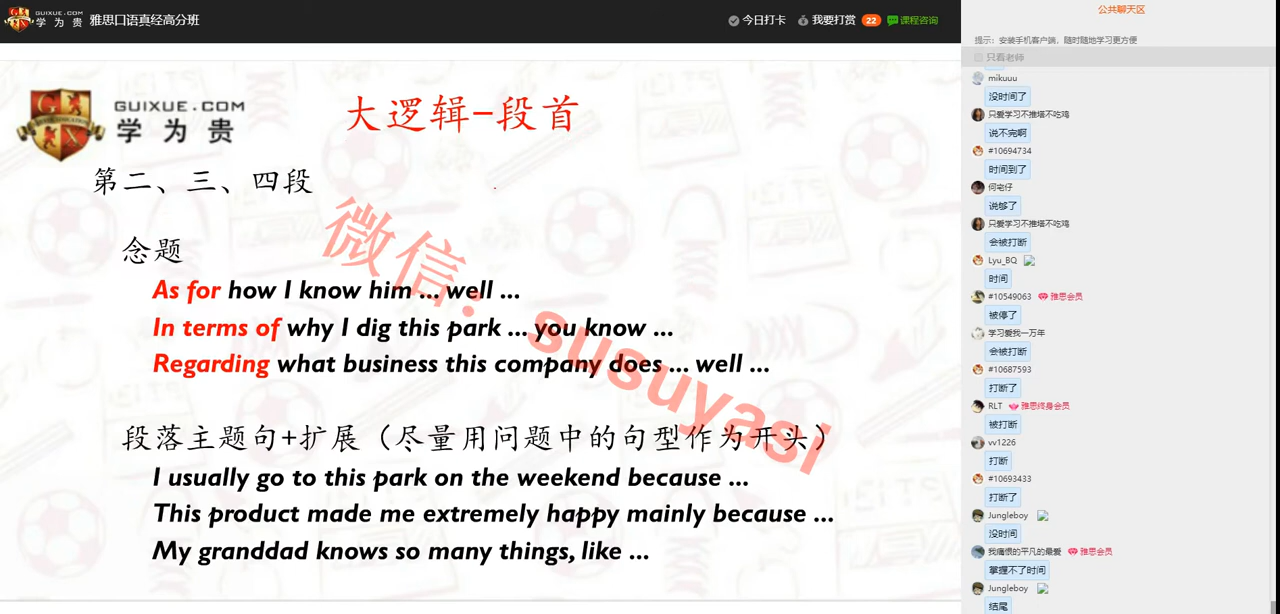 GUIXUE.COM
学为贵
雅思口语真经高分班
今日打卡
我要打赏
22
课程咨询
公共聊天区
提示：安装手机客户端，随时随地学习更方便
只看老师
GUIXUE.COM
学为贵
大逻辑-段首
第二、三、四段
念题
As for how I know him ... well ...
In terms of why I dig this park ... you know ...
Regarding what business this company does ... well ...
段落主题句+扩展（尽量用问题中的句型作为开头）
I usually go to this park on the weekend because ...
This product made me extremely happy mainly because ...
My granddad knows so many things, like ...
微信：susuyasi
mikuuu
没时间了
只爱学习不推塔不吃鸡
说不完啊
#10694734
时间到了
何宅仔
说够了
只爱学习不推塔不吃鸡
会被打断
Lyu_BQ
时间
#10549063 雅思会员
被停了
学习爱我一万年
会被打断
#10687593
打断了
RLT 雅思终身会员
被打断
vv1226
打断
#10693433
打断了
Jungleboy
没时间
我痛恨的平凡的最爱 雅思会员
掌握不了时间
Jungleboy
结尾